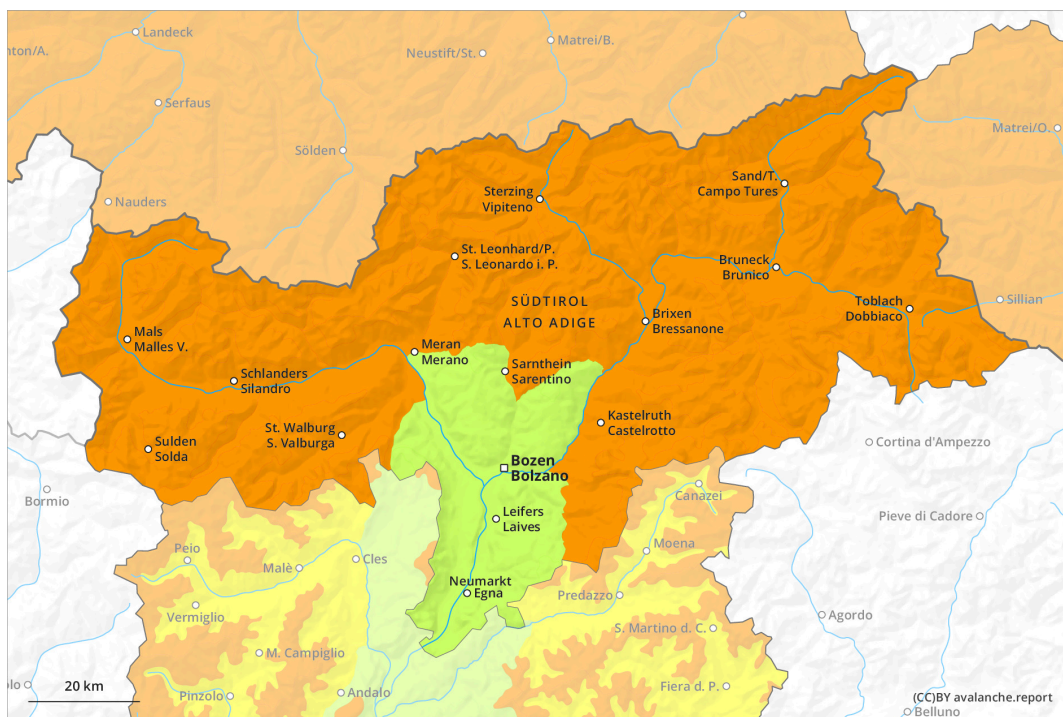 Landeck
nton/A.
Matrei/B.
Neustift/St.
Serfaus
Matrei/O.
Sölden
Nauders
Sand/T.
Campo Tures
Sterzing
Vipiteno
St. Leonhard/P.
S. Leonardo i. P.
Bruneck
Brunico
Sillian
SÜDTIROL
ALTO ADIGE
Toblach
Dobbiaco
Brixen
Bressanone
Mals
Malles V.
Meran
Merano
Sarnthein
Sarentino
Schlanders
Silandro
Kastelruth
Castelrotto
St. Walburg
S. Valburga
Sulden
Solda
Cortina d'Ampezzo
Bozen
Bolzano
Bormio
Canazei
Leifers
Laives
Pieve di Cadore
Peio
Moena
Cles
Malè
Neumarkt
Egna
Predazzo
Vermiglio
Agordo
S. Martino d. C.
M. Campiglio
20 km
Fiera d. P.
olo
Pinzolo
Andalo
(CC)BY avalanche.report
Belluno